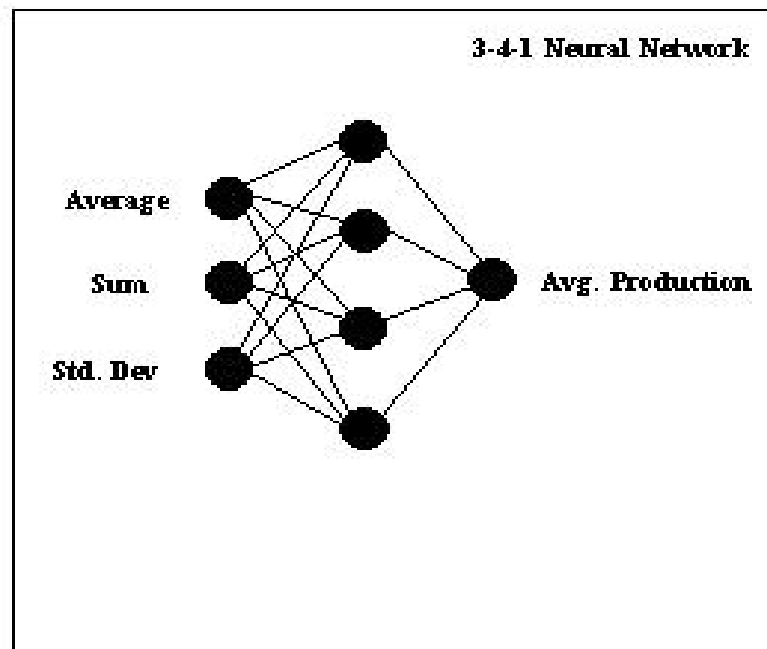 3-4-1 Neural Network
Average
Sum
Avg. Production
Std. Dev